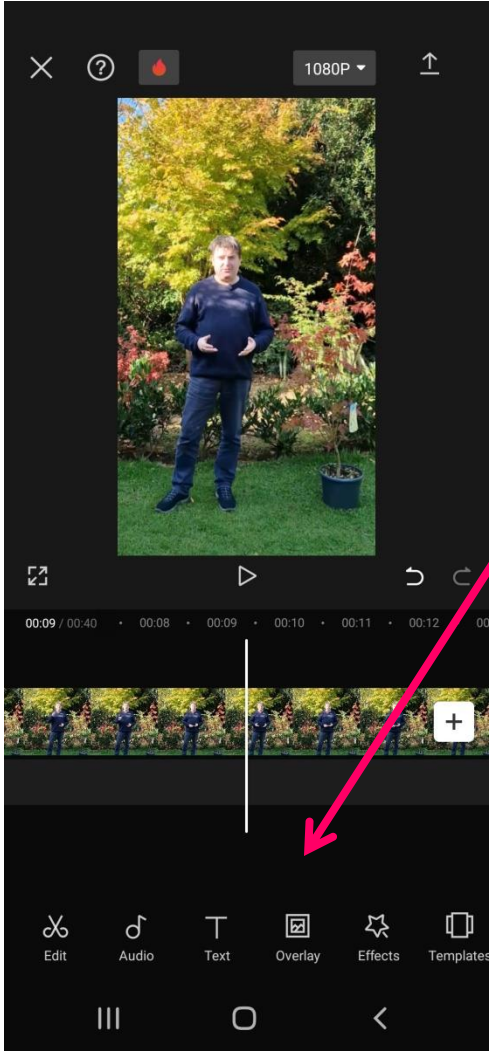 1080P
00:09 / 00:40 • 00:08 • 00:09 • 00:10 • 00:11 • 00:12 00
Edit Audio Text Overlay Effects Templates